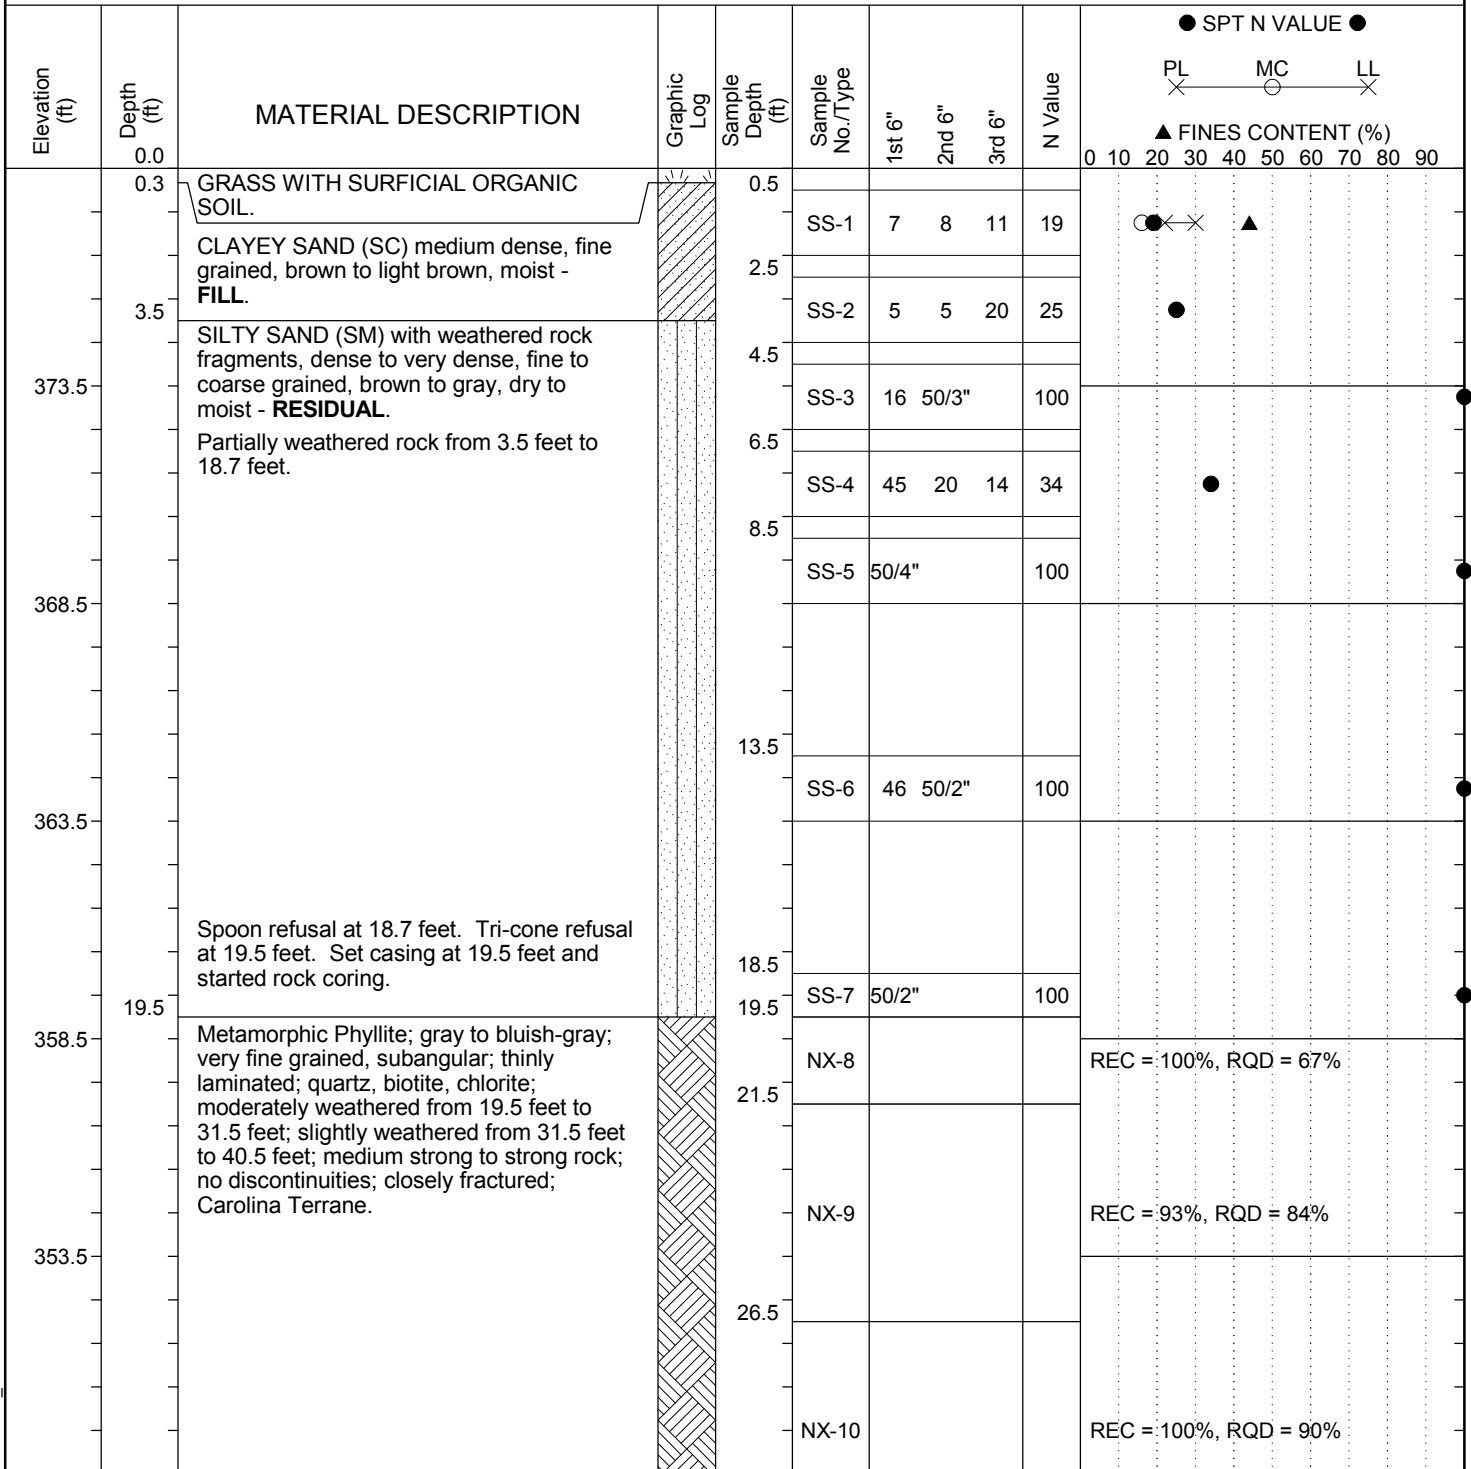 ● SPT N VALUE ●
PL MC LL
▲ FINES CONTENT (%)
0 10 20 30 40 50 60 70 80 90
Elevation (ft)
Depth (ft)
0.0
MATERIAL DESCRIPTION
Graphic Log
Sample Depth (ft)
Sample No./Type
1st 6"
2nd 6"
3rd 6"
N Value
0.3 GRASS WITH SURFICIAL ORGANIC 0.5
SOIL.
SS-1 7 8 11 19
CLAYEY SAND (SC) medium dense, fine
grained, brown to light brown, moist - 2.5
FILL.
3.5 SS-2 5 5 20 25
SILTY SAND (SM) with weathered rock
fragments, dense to very dense, fine to 4.5
373.5 coarse grained, brown to gray, dry to
moist - RESIDUAL. SS-3 16 50/3" 100
Partially weathered rock from 3.5 feet to 6.5
18.7 feet.
SS-4 45 20 14 34
8.5
SS-5 50/4" 100
368.5
13.5
SS-6 46 50/2" 100
363.5
Spoon refusal at 18.7 feet. Tri-cone refusal
at 19.5 feet. Set casing at 19.5 feet and 18.5
started rock coring.
19.5 19.5 SS-7 50/2" 100
358.5 Metamorphic Phyllite; gray to bluish-gray;
very fine grained, subangular; thinly NX-8 REC = 100%, RQD = 67%
laminated; quartz, biotite, chlorite; 21.5
moderately weathered from 19.5 feet to
31.5 feet; slightly weathered from 31.5 feet
to 40.5 feet; medium strong to strong rock;
no discontinuities; closely fractured;
Carolina Terrane. NX-9 REC = 93%, RQD = 84%
353.5
26.5
NX-10 REC = 100%, RQD = 90%